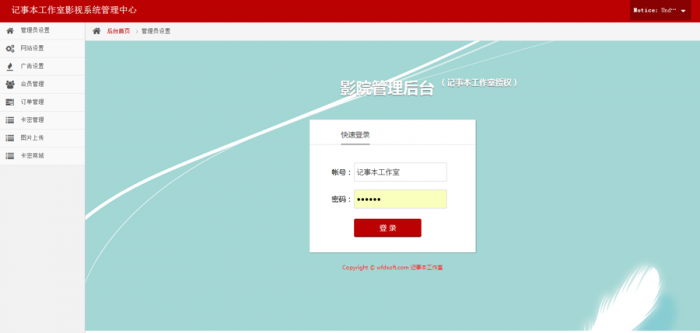 记事本工作室影视系统管理中心
Notice:
管理员设置
后台首页 > 管理员设置
网站设置
广告设置
会员管理
订单管理
卡密管理
图片上传
卡密商城
影院管理后台 (记事本工作室授权)
快速登录
帐号: 记事本工作室
密码: ••••••
登 录
Copyright © wldsoft.com 记事本工作室